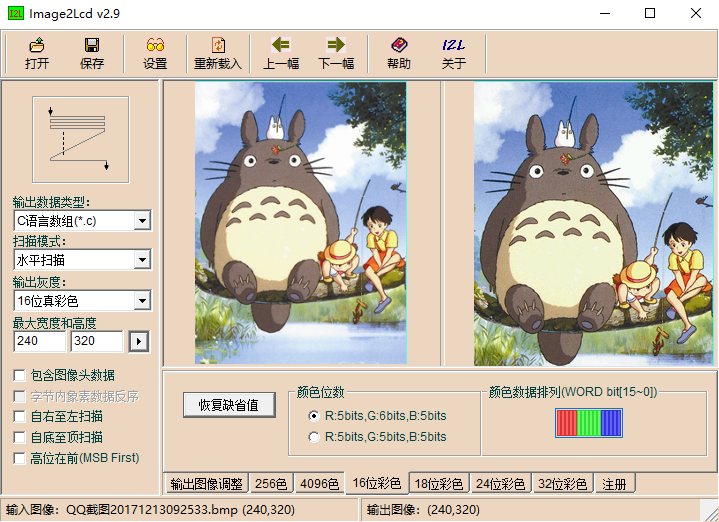 I2L Image2Lcd v2.9
打开 保存 设置 重新载入 上一幅 下一幅 I2L
帮助 关于
输出数据类型：
C语言数组(*.c)
扫描模式：
水平扫描
输出灰度：
16位真彩色
最大宽度和高度
240 320
包含图像头数据
字节内象素数据反序
自右至左扫描
自底至顶扫描
高位在前(MSB First)
恢复缺省值
颜色位数
R:5bits,G:6bits,B:5bits
R:5bits,G:5bits,B:5bits
颜色数据排列(WORD bit[15~0])
输出图像调整 256色 4096色 16位彩色 18位彩色 24位彩色 32位彩色 注册
输入图像: QQ截图20171213092533.bmp (240,320)
输出图像: (240,320)